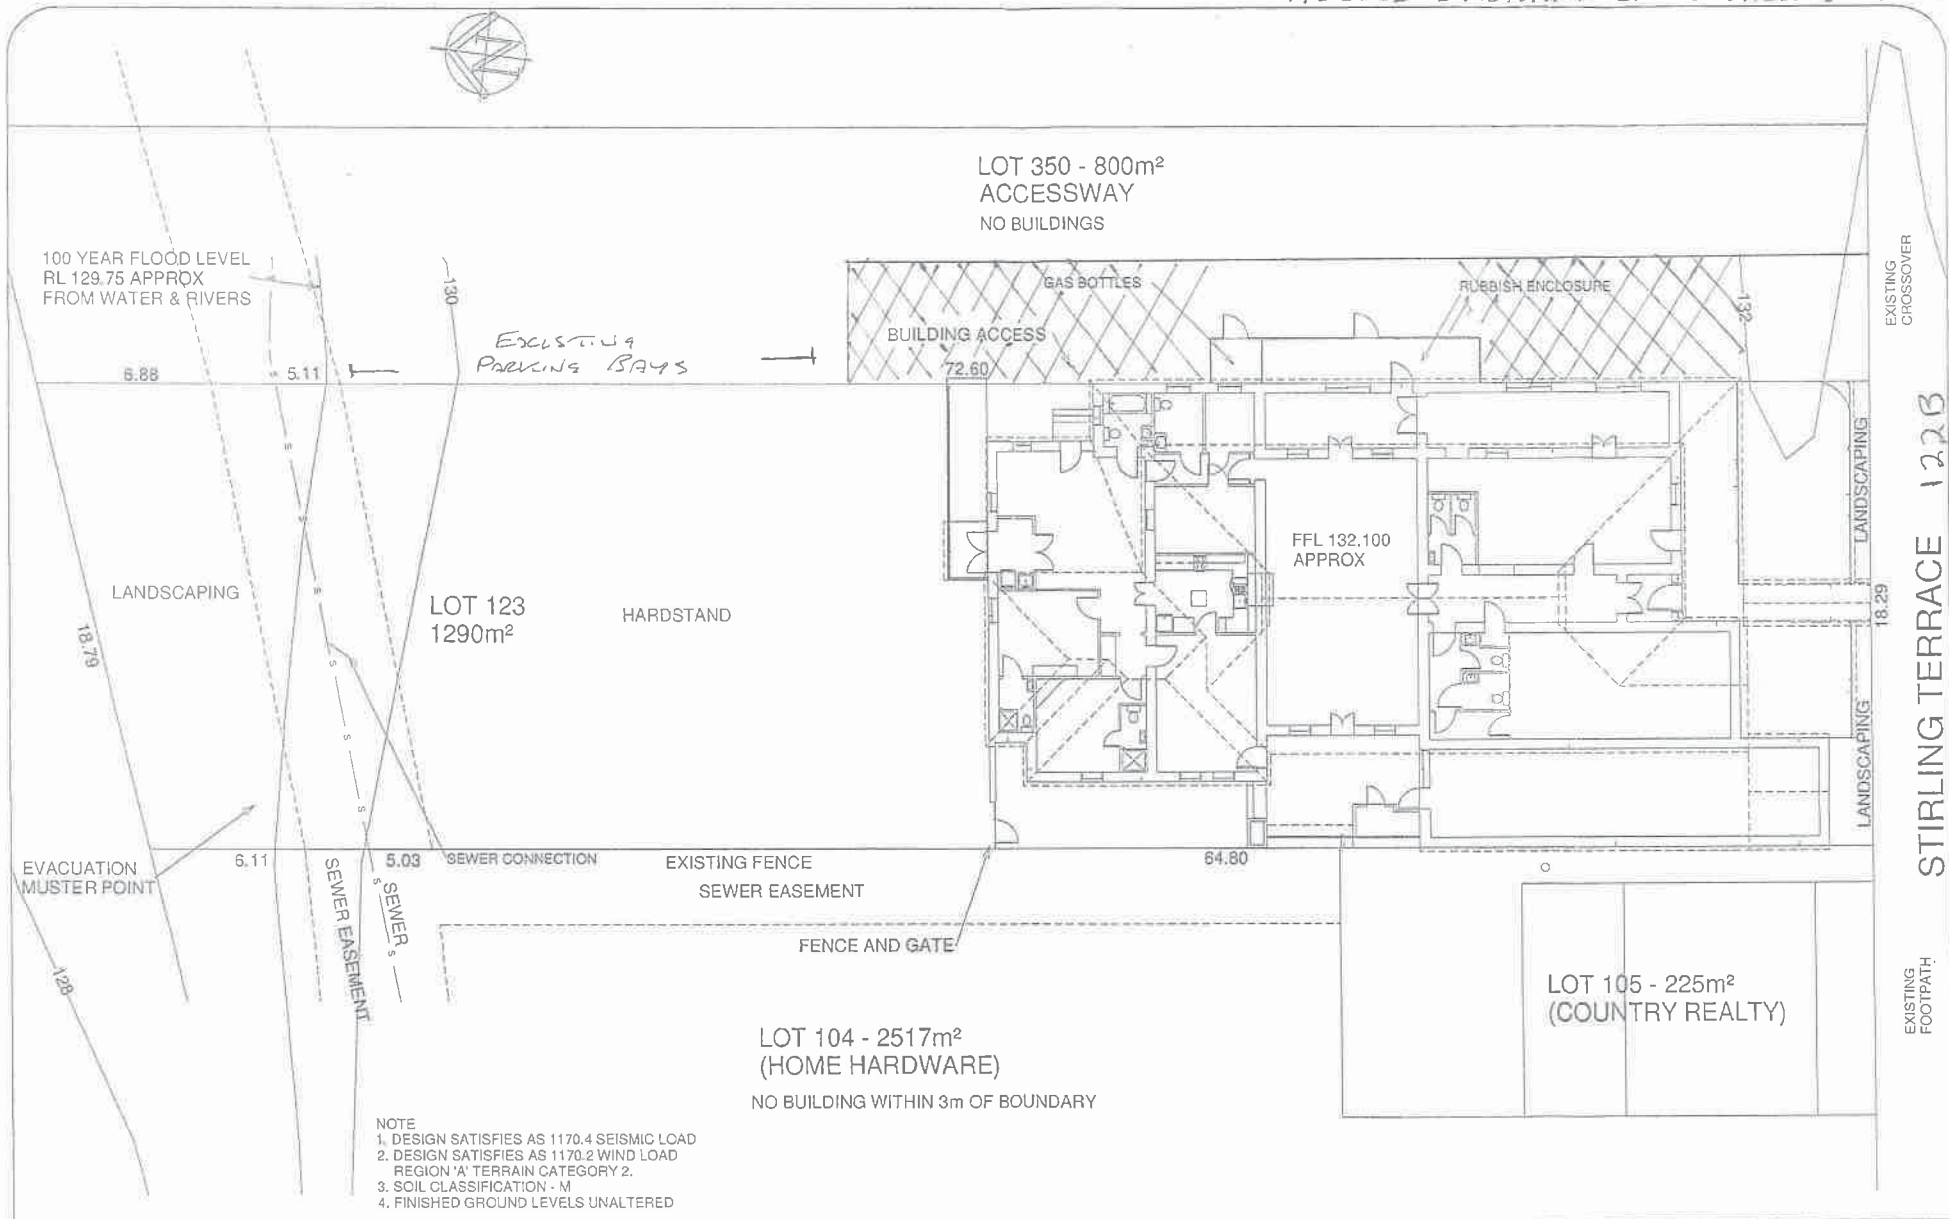 N
LOT 350 - 800m²
ACCESSWAY
NO BUILDINGS
100 YEAR FLOOD LEVEL
RL 129.75 APPROX
FROM WATER & RIVERS
130
EXISTING
PARKING BAYS
GAS BOTTLES
RUBBISH ENCLOSURE
BUILDING ACCESS
132
EXISTING
CROSSOVER
6.88
5.11
72.60
LANDSCAPING
FFL 132.100
APPROX
LANDSCAPING
LOT 123
1290m²
HARDSTAND
18.79
18.29
STIRLING TERRACE 122B
LANDSCAPING
EVACUATION
MUSTER POINT
6.11
5.03
SEWER CONNECTION
EXISTING FENCE
64.80
SEWER EASEMENT
SEWER EASEMENT
SEWER
S
S
S
S
S
S
S
S
S
FENCE AND GATE
128
LOT 105 - 225m²
(COUNTRY REALTY)
EXISTING
FOOTPATH
LOT 104 - 2517m²
(HOME HARDWARE)
NO BUILDING WITHIN 3m OF BOUNDARY
NOTE
1. DESIGN SATISFIES AS 1170.4 SEISMIC LOAD
2. DESIGN SATISFIES AS 1170.2 WIND LOAD
REGION 'A' TERRAIN CATEGORY 2.
3. SOIL CLASSIFICATION - M
4. FINISHED GROUND LEVELS UNALTERED